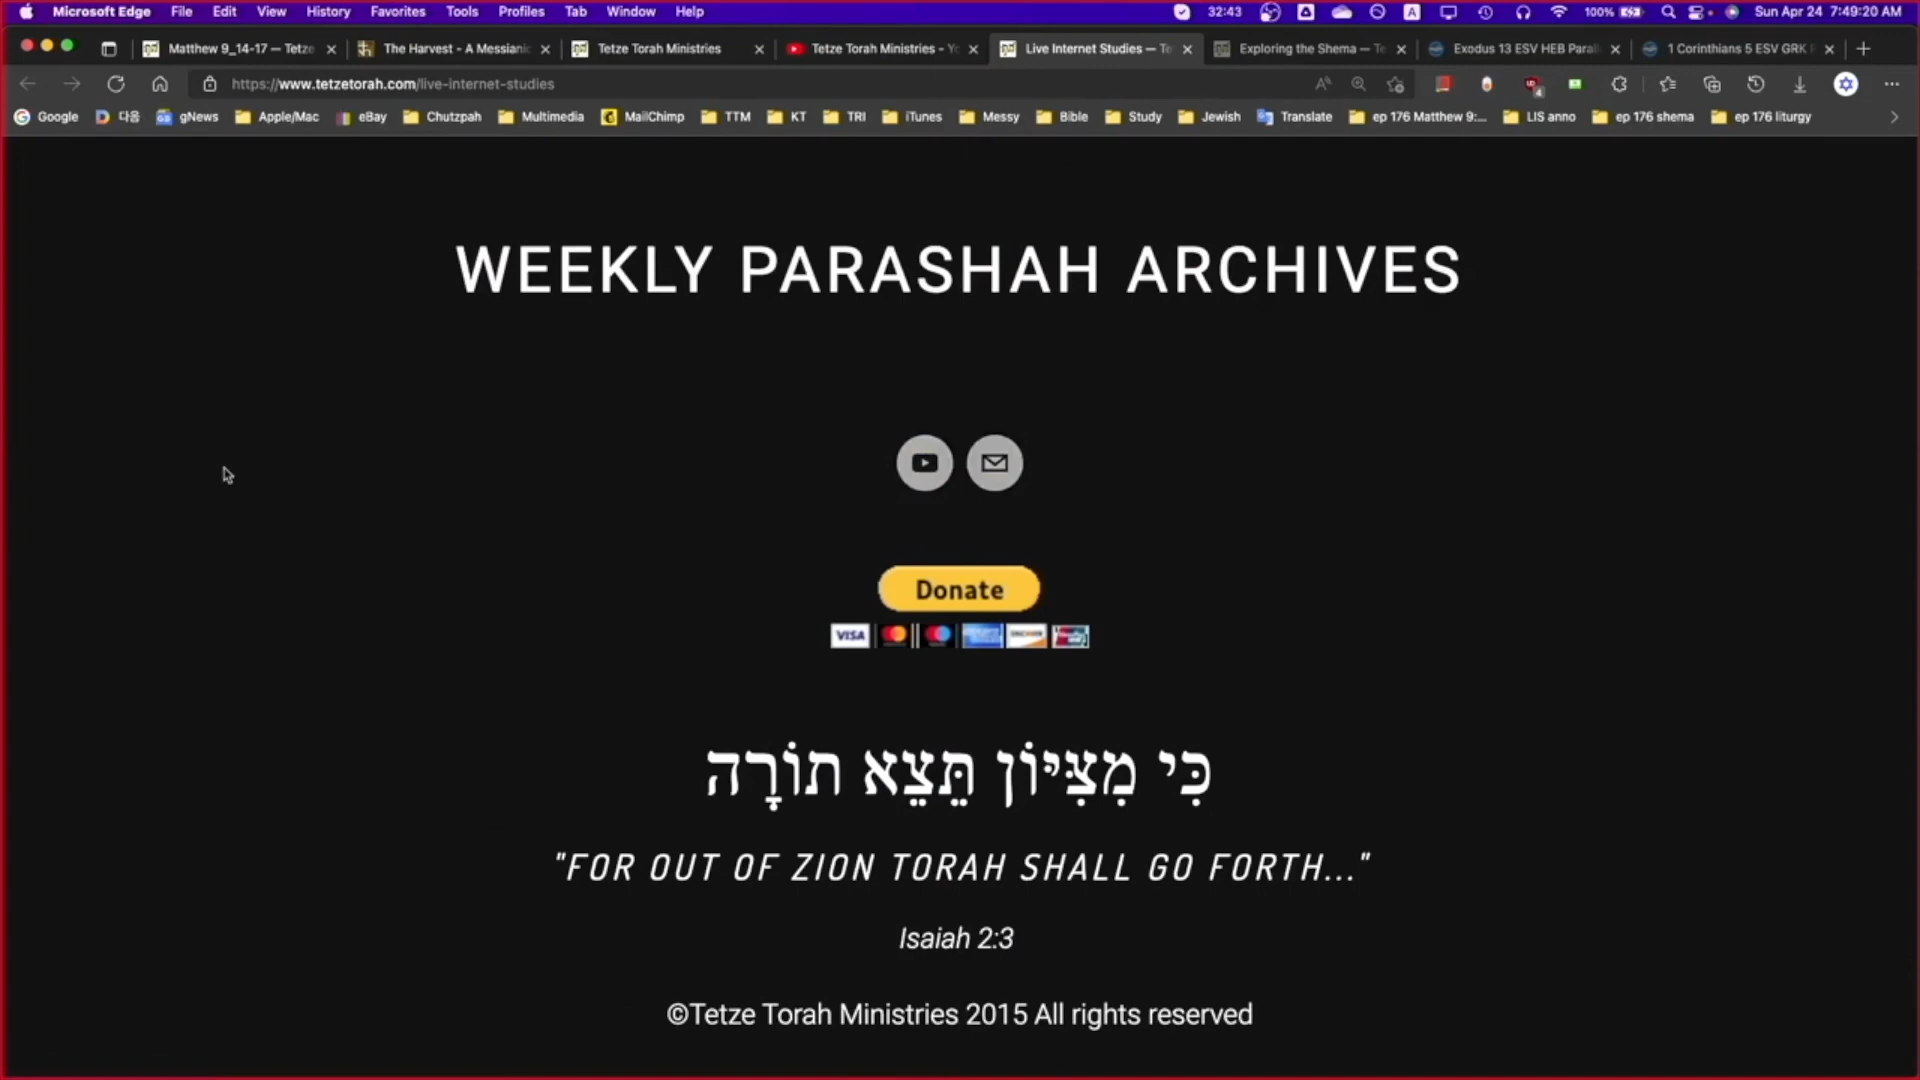 Microsoft Edge File Edit View History Favorites Tools Profiles Tab Window Help 32:43 A 100% Sun Apr 24 7:49:20 AM
Matthew 9_14-17 — Tetze The Harvest - A Messianic Tetze Torah Ministries Tetze Torah Ministries - Yo Live Internet Studies — Te Exploring the Shema — Te Exodus 13 ESV HEB Parall 1 Corinthians 5 ESV GRK
https://www.tetzetorah.com/live-internet-studies
Google 다음 gNews Apple/Mac eBay Chutzpah Multimedia MailChimp TTM KT TRI iTunes Messy Bible Study Jewish Translate ep 176 Matthew 9:... LIS anno ep 176 shema ep 176 liturgy
WEEKLY PARASHAH ARCHIVES
Donate
VISA
כִּי מִצִּיּוֹן תֵּצֵא תוֹרָה
"FOR OUT OF ZION TORAH SHALL GO FORTH..."
Isaiah 2:3
©Tetze Torah Ministries 2015 All rights reserved